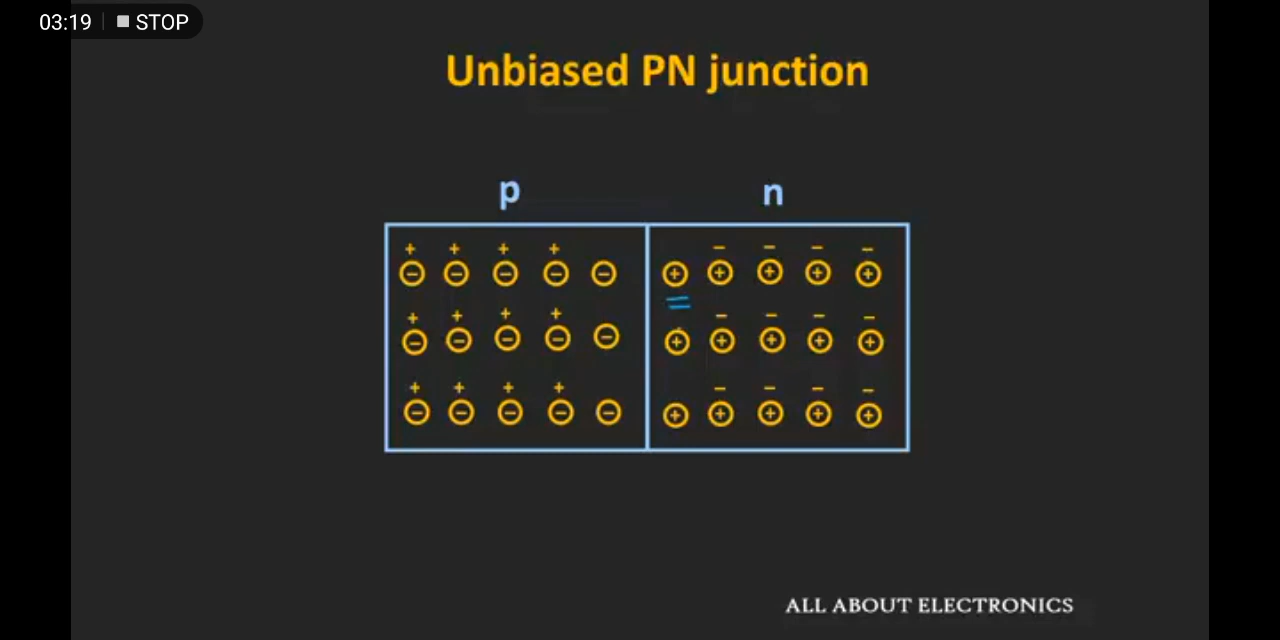 03:19 STOP
Unbiased PN junction
p n
+ + + + − − − −
− − − − − + + + + +
=
+ + + + − − − −
− − − − − + + + + +
+ + + + − − − −
− − − − − + + + + +
ALL ABOUT ELECTRONICS